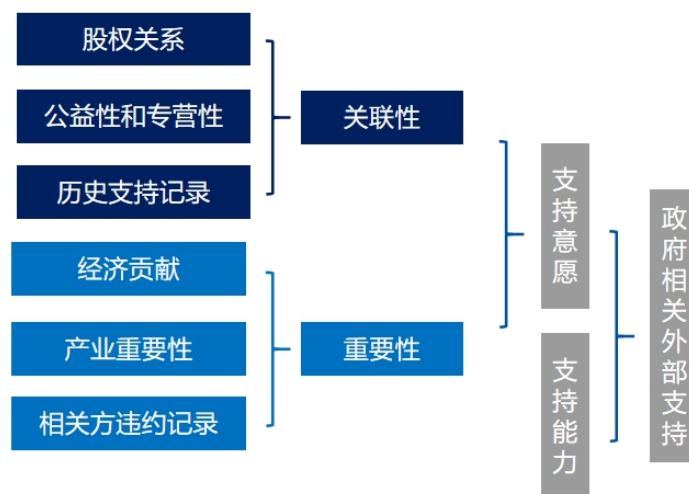 股权关系
公益性和专营性
历史支持记录
关联性
经济贡献
产业重要性
相关方违约记录
重要性
支持意愿
支持能力
政府相关外部支持